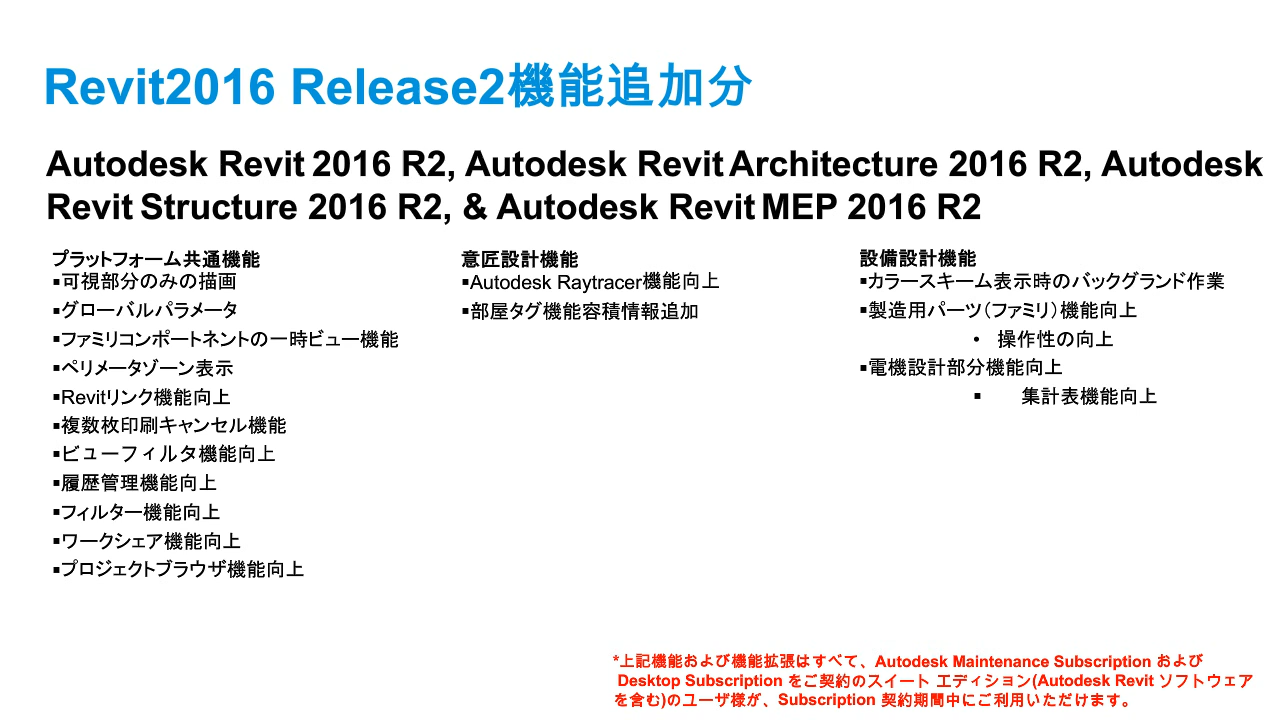 Revit2016 Release2機能追加分
Autodesk Revit 2016 R2, Autodesk Revit Architecture 2016 R2, Autodesk
Revit Structure 2016 R2, & Autodesk Revit MEP 2016 R2
プラットフォーム共通機能
▪可視部分のみの描画
▪グローバルパラメータ
▪ファミリコンポートネントの一時ビュー機能
▪ペリメータゾーン表示
▪Revitリンク機能向上
▪複数枚印刷キャンセル機能
▪ビューフィルタ機能向上
▪履歴管理機能向上
▪フィルター機能向上
▪ワークシェア機能向上
▪プロジェクトブラウザ機能向上
意匠設計機能
▪Autodesk Raytracer機能向上
▪部屋タグ機能容積情報追加
設備設計機能
▪カラースキーム表示時のバックグランド作業
▪製造用パーツ(ファミリ)機能向上
• 操作性の向上
▪電機設計部分機能向上
▪ 集計表機能向上
*上記機能および機能拡張はすべて、Autodesk Maintenance Subscription および
Desktop Subscription をご契約のスイート エディション(Autodesk Revit ソフトウェア
を含む)のユーザ様が、Subscription 契約期間中にご利用いただけます。